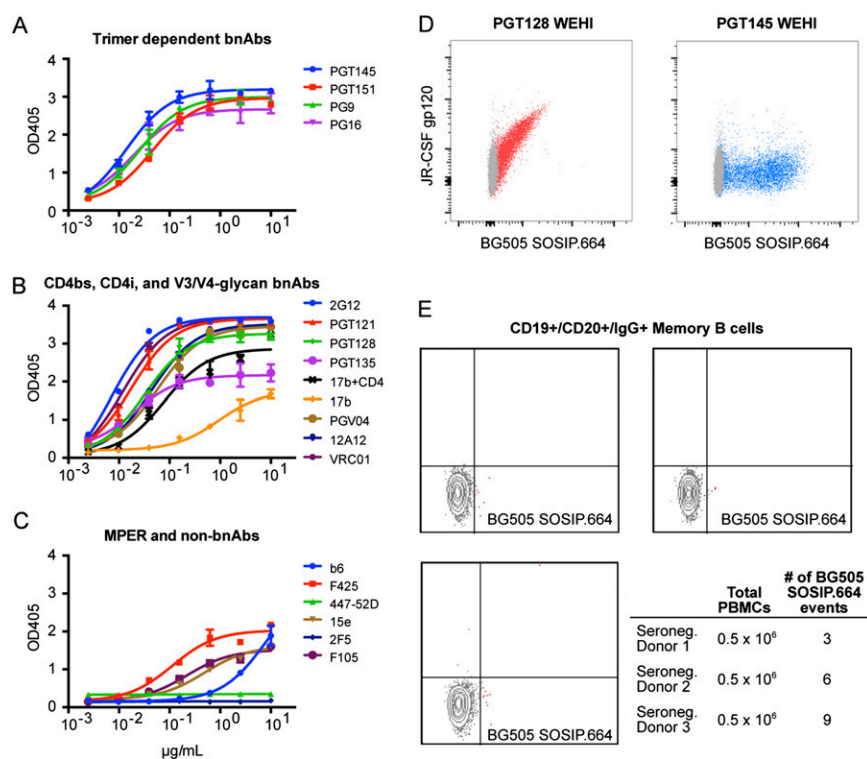 A
Trimer dependent bnAbs
OD405
4
3
2
1
0
10-3
10-2
10-1
100
101
PGT145
PGT151
PG9
PG16
B
CD4bs, CD4i, and V3/V4-glycan bnAbs
OD405
4
3
2
1
0
10-3
10-2
10-1
100
101
2G12
PGT121
PGT128
PGT135
17b+CD4
17b
PGV04
12A12
VRC01
C
MPER and non-bnAbs
OD405
4
3
2
1
0
10-3
10-2
10-1
100
101
µg/mL
b6
F425
447-52D
15e
2F5
F105
D
PGT128 WEHI
PGT145 WEHI
JR-CSF gp120
BG505 SOSIP.664
BG505 SOSIP.664
E
CD19+/CD20+/IgG+ Memory B cells
BG505 SOSIP.664
BG505 SOSIP.664
BG505 SOSIP.664
Total PBMCs
# of BG505 SOSIP.664 events
Seroneg. Donor 1 0.5 x 10⁶ 3
Seroneg. Donor 2 0.5 x 10⁶ 6
Seroneg. Donor 3 0.5 x 10⁶ 9